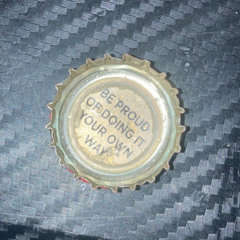 BE PROUD
OF DOING IT
YOUR OWN
WAY